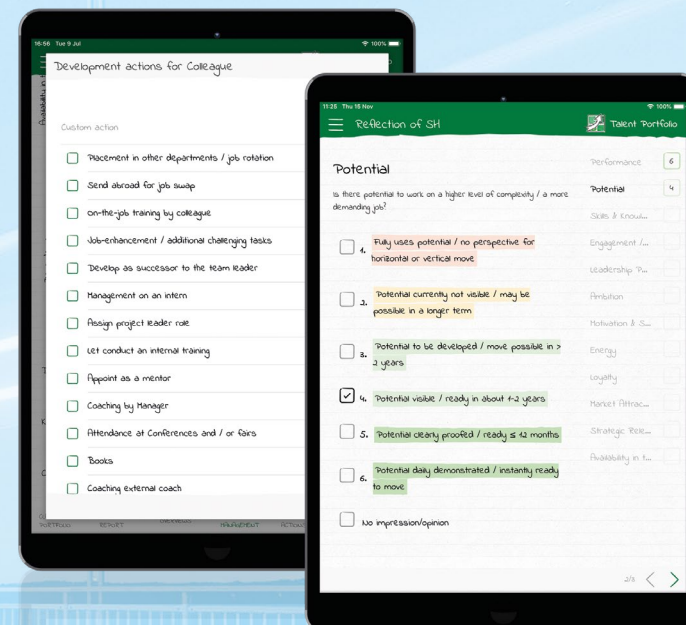 16:56 Tue 9 Jul
100%
Development actions for Colleague
Custom action
Placement in other departments / job rotation
Send abroad for job swap
on-the-job training by colleague
Job-enhancement / additional challenging tasks
Develop as successor to the team leader
Management on an intern
Assign project leader role
Let conduct an internal training
Appoint as a mentor
Coaching by Manager
Attendance at Conferences and / or fairs
Books
Coaching external coach
PORTFOLIO
REPORT
OVERVIEWS
MANAGEMENT
11:25 Thu 15 Nov
100%
Reflection of SH
Talent Portfolio
Potential
Is there potential to work on a higher level of complexity / a more
demanding job?
1. Fully uses potential / no perspective for
horizontal or vertical move
2. Potential currently not visible / may be
possible in a longer term
3. Potential to be developed / move possible in >
2 years
4. Potential visible / ready in about 1-2 years
5. Potential clearly proofed / ready ≤ 12 months
6. Potential daily demonstrated / instantly ready
to move
No impression/opinion
Performance 6
Potential 4
Skills & Knowl...
Engagement /...
Leadership P...
Ambition
Motivation & S...
Energy
Loyalty
Market Attrac...
Strategic Rele...
Availability in t...
2/3